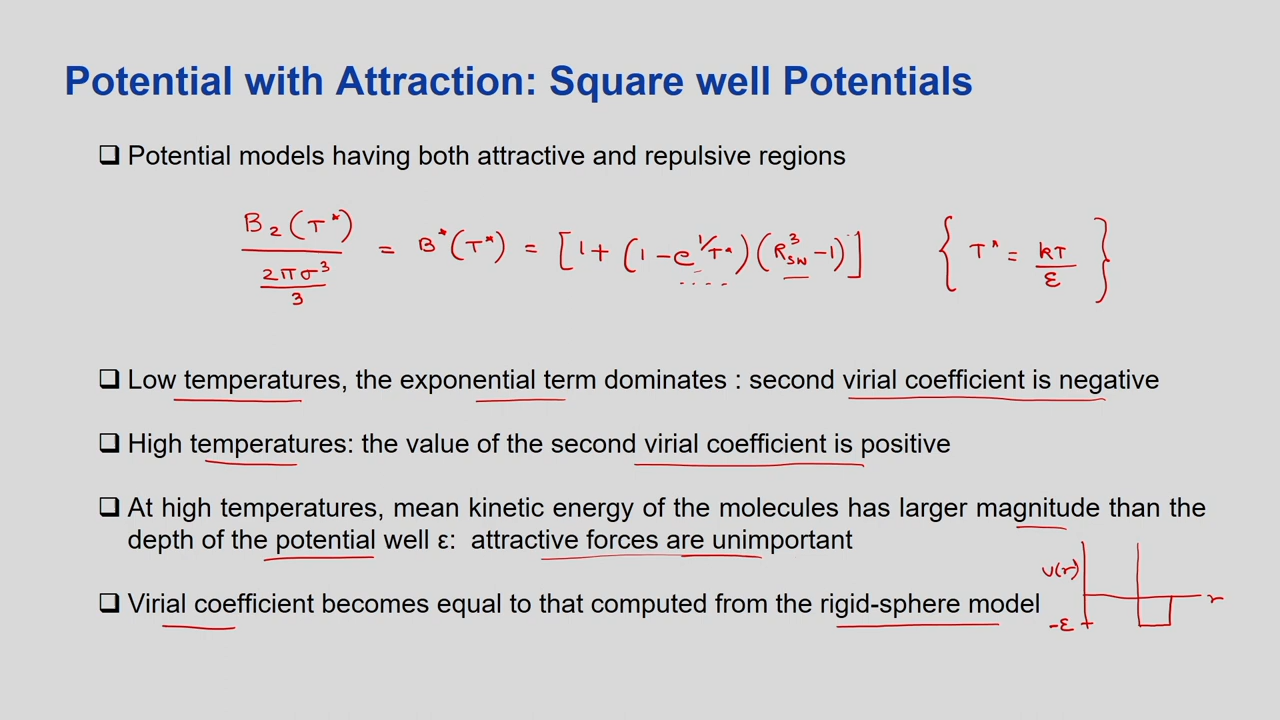 Potential with Attraction: Square well Potentials
❑ Potential models having both attractive and repulsive regions
B₂(T*) / (2πσ³/3) = B*(T*) = [1 + (1 - e^(1/T*)) (R³sw - 1)] { T* = kT/ε }
❑ Low temperatures, the exponential term dominates : second virial coefficient is negative
❑ High temperatures: the value of the second virial coefficient is positive
❑ At high temperatures, mean kinetic energy of the molecules has larger magnitude than the
depth of the potential well ε: attractive forces are unimportant
U(r)
❑ Virial coefficient becomes equal to that computed from the rigid-sphere model
r
-ε